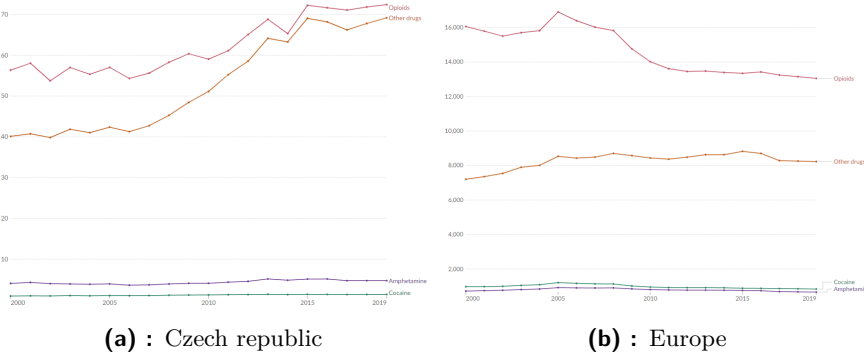 70
60
50
40
30
20
10
2000 2005 2010 2015 2019
Opioids
Other drugs
Amphetamine
Cocaine
16,000
14,000
12,000
10,000
8,000
6,000
4,000
2,000
2000 2005 2010 2015 2019
Opioids
Other drugs
Cocaine
Amphetami
(a) : Czech republic
(b) : Europe